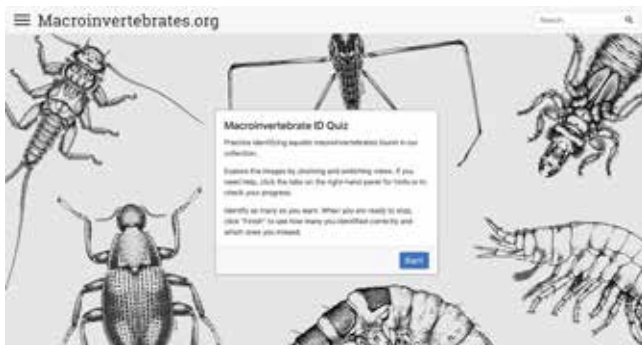 Macroinvertebrates.org
Search
Macroinvertebrate ID Quiz
Practice identifying aquatic macroinvertebrates found in our
collection.
Explore the images by zooming and switching views. If you
need help, click the tabs on the right-hand panel for hints or to
check your progress.
Identify as many as you want. When you are ready to stop,
click "Finish" to see how many you identified correctly and
which ones you missed.
Start